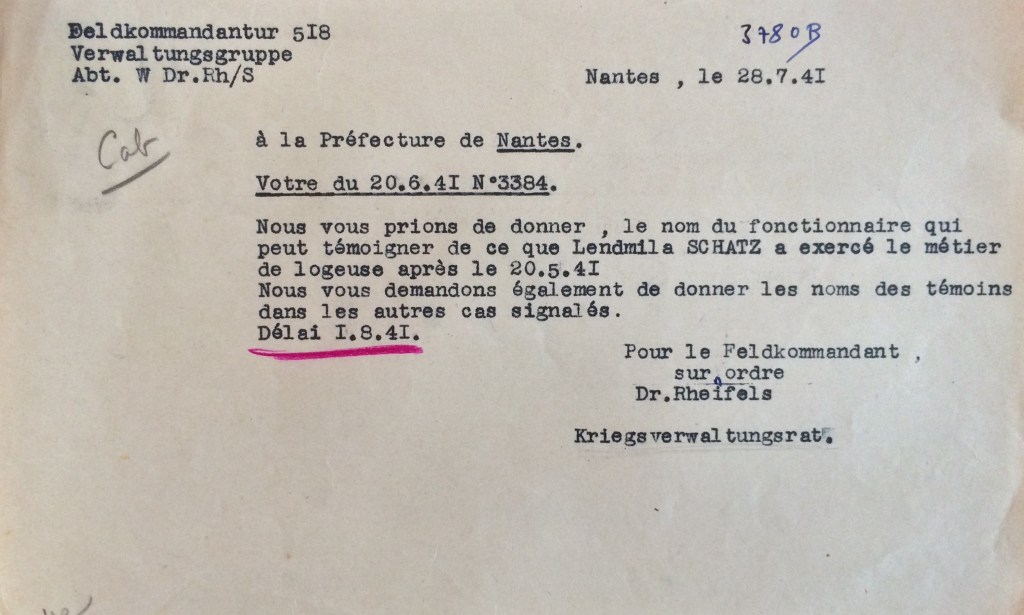 Feldkommandantur 518
3780B
Verwaltungsgruppe
Abt. W Dr.Rh/S
Nantes , le 28.7.4I
Cab
à la Préfecture de Nantes.
Votre du 20.6.4I N°3384.
Nous vous prions de donner , le nom du fonctionnaire qui
peut témoigner de ce que Lendmila SCHATZ a exercé le métier
de logeuse après le 20.5.4I
Nous vous demandons également de donner les noms des témoins
dans les autres cas signalés.
Délai I.8.4I.
Pour le Feldkommandant ,
sur ordre
Dr.Rheifels
Kriegsverwaltungsrat.